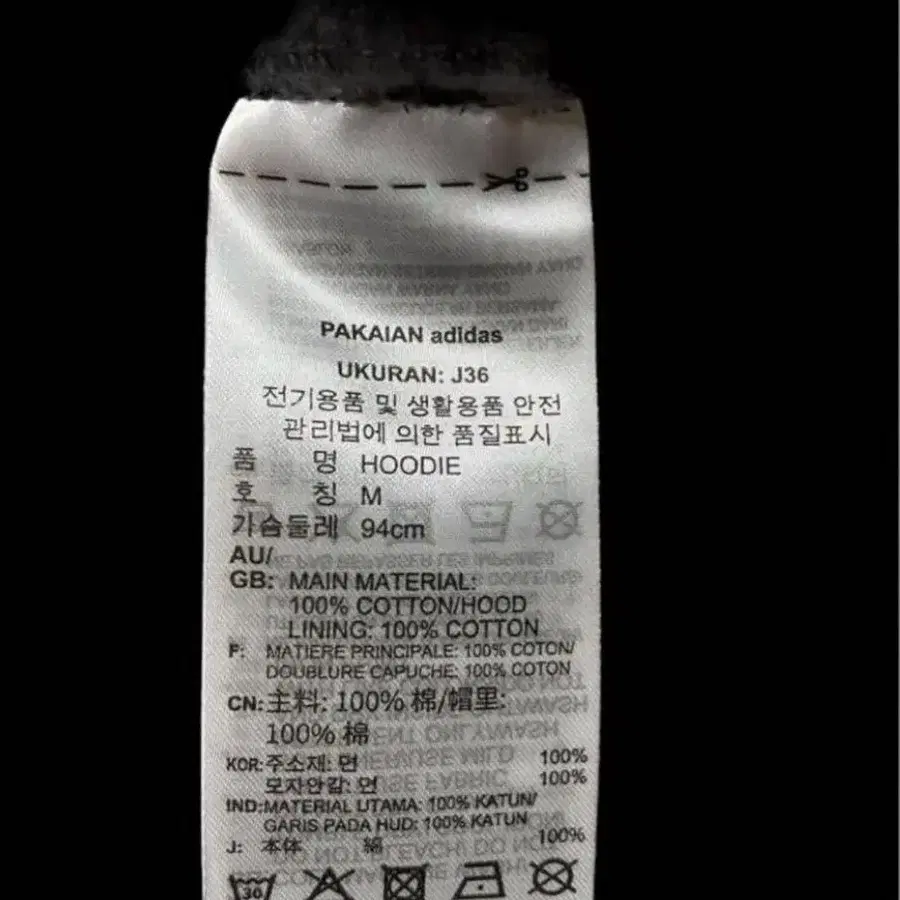 PAKAIAN adidas
UKURAN: J36
전기용품 및 생활용품 안전
관리법에 의한 품질표시
품 명 HOODIE
호 칭 M
가슴둘레 94cm
AU/
GB: MAIN MATERIAL:
100% COTTON/HOOD
LINING: 100% COTTON
F: MATIERE PRINCIPALE: 100% COTON/
DOUBLURE CAPUCHE: 100% COTON
CN: 主料: 100% 棉/帽里:
100% 棉
KOR: 주소재: 면 100%
모자안감: 면 100%
IND: MATERIAL UTAMA: 100% KATUN/
GARIS PADA HUD: 100% KATUN
J: 本体 綿 100%
30